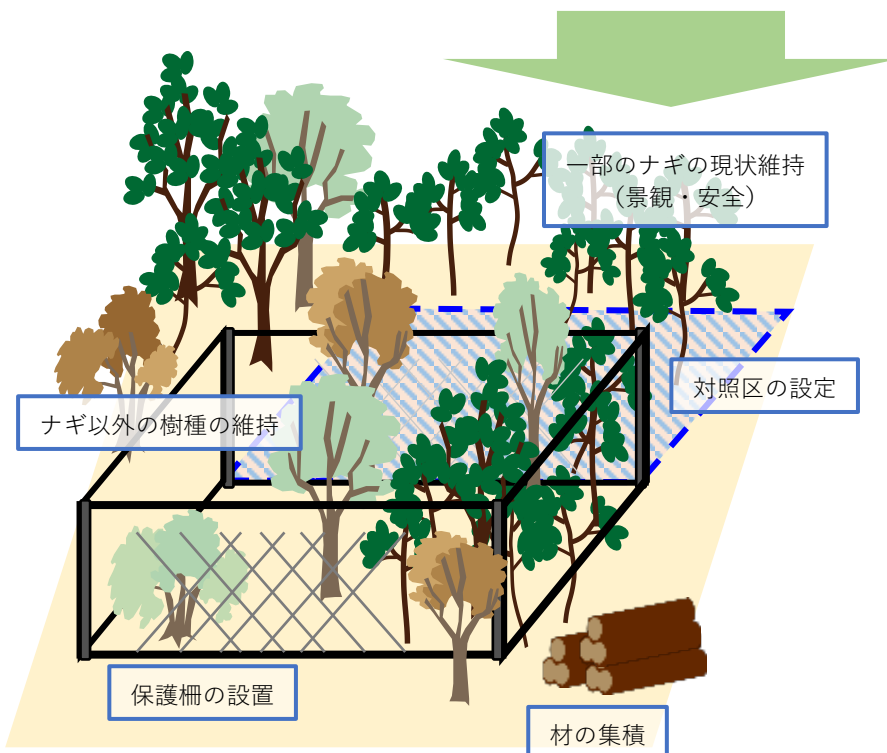 一部のナギの現状維持
（景観・安全）
対照区の設定
ナギ以外の樹種の維持
保護柵の設置
材の集積